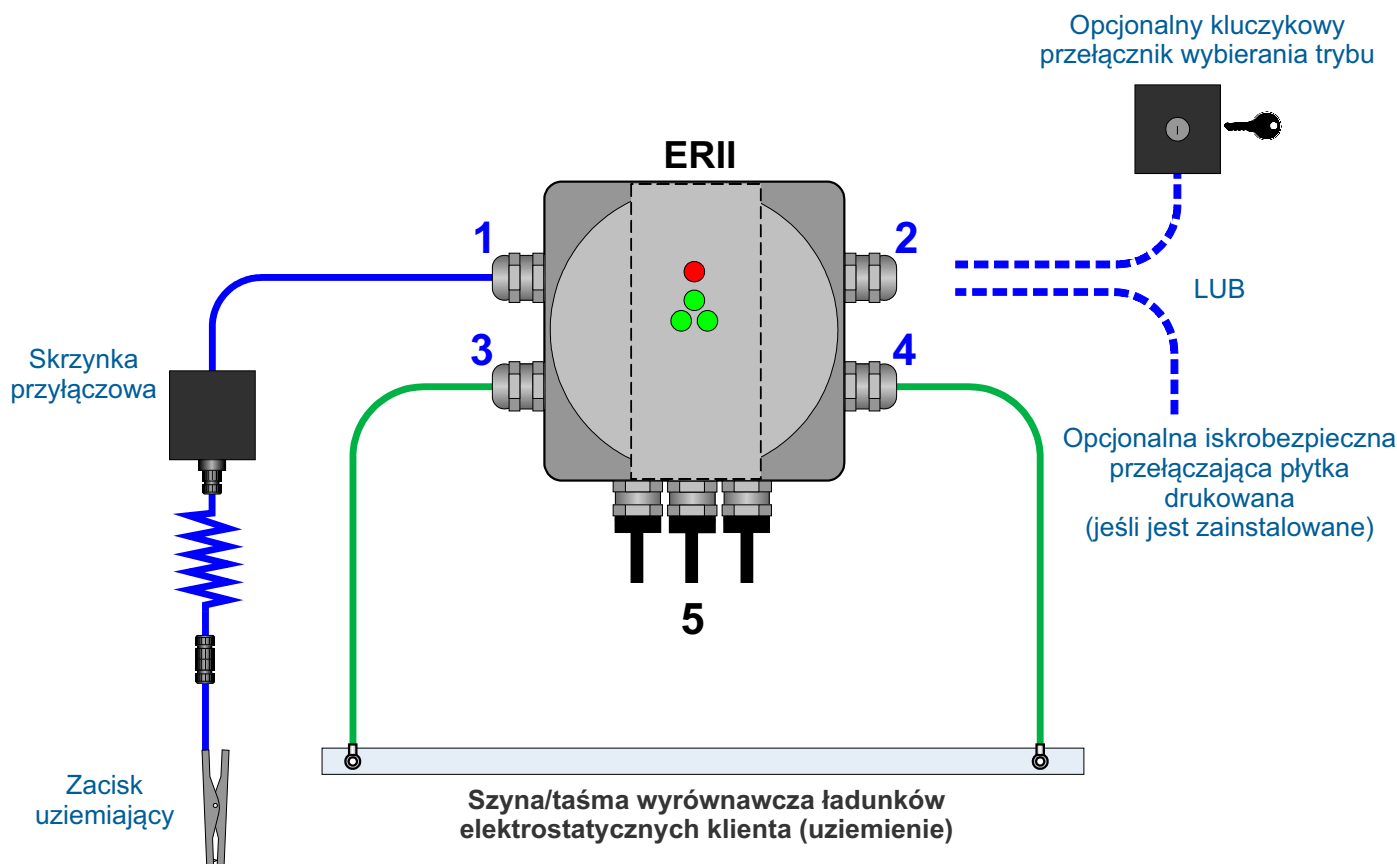 Opcjonalny kluczykowy
przełącznik wybierania trybu
ERII
1
2
LUB
3
4
Skrzynka
przyłączowa
Opcjonalna iskrobezpieczna
przełączająca płytka
drukowana
(jeśli jest zainstalowane)
5
Zacisk
uziemiający
Szyna/taśma wyrównawcza ładunków
elektrostatycznych klienta (uziemienie)